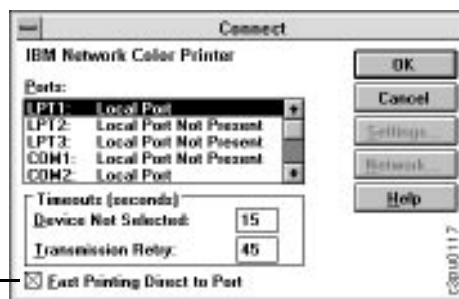 Connect
IBM Network Color Printer
Ports:
LPT1: Local Port
LPT2: Local Port Not Present
LPT3: Local Port Not Present
COM1: Local Port Not Present
COM2: Local Port
Timeouts (seconds)
Device Not Selected: 15
Transmission Retry: 45
Fast Printing Direct to Port
OK
Cancel
Settings...
Network...
Help
c3pu0117